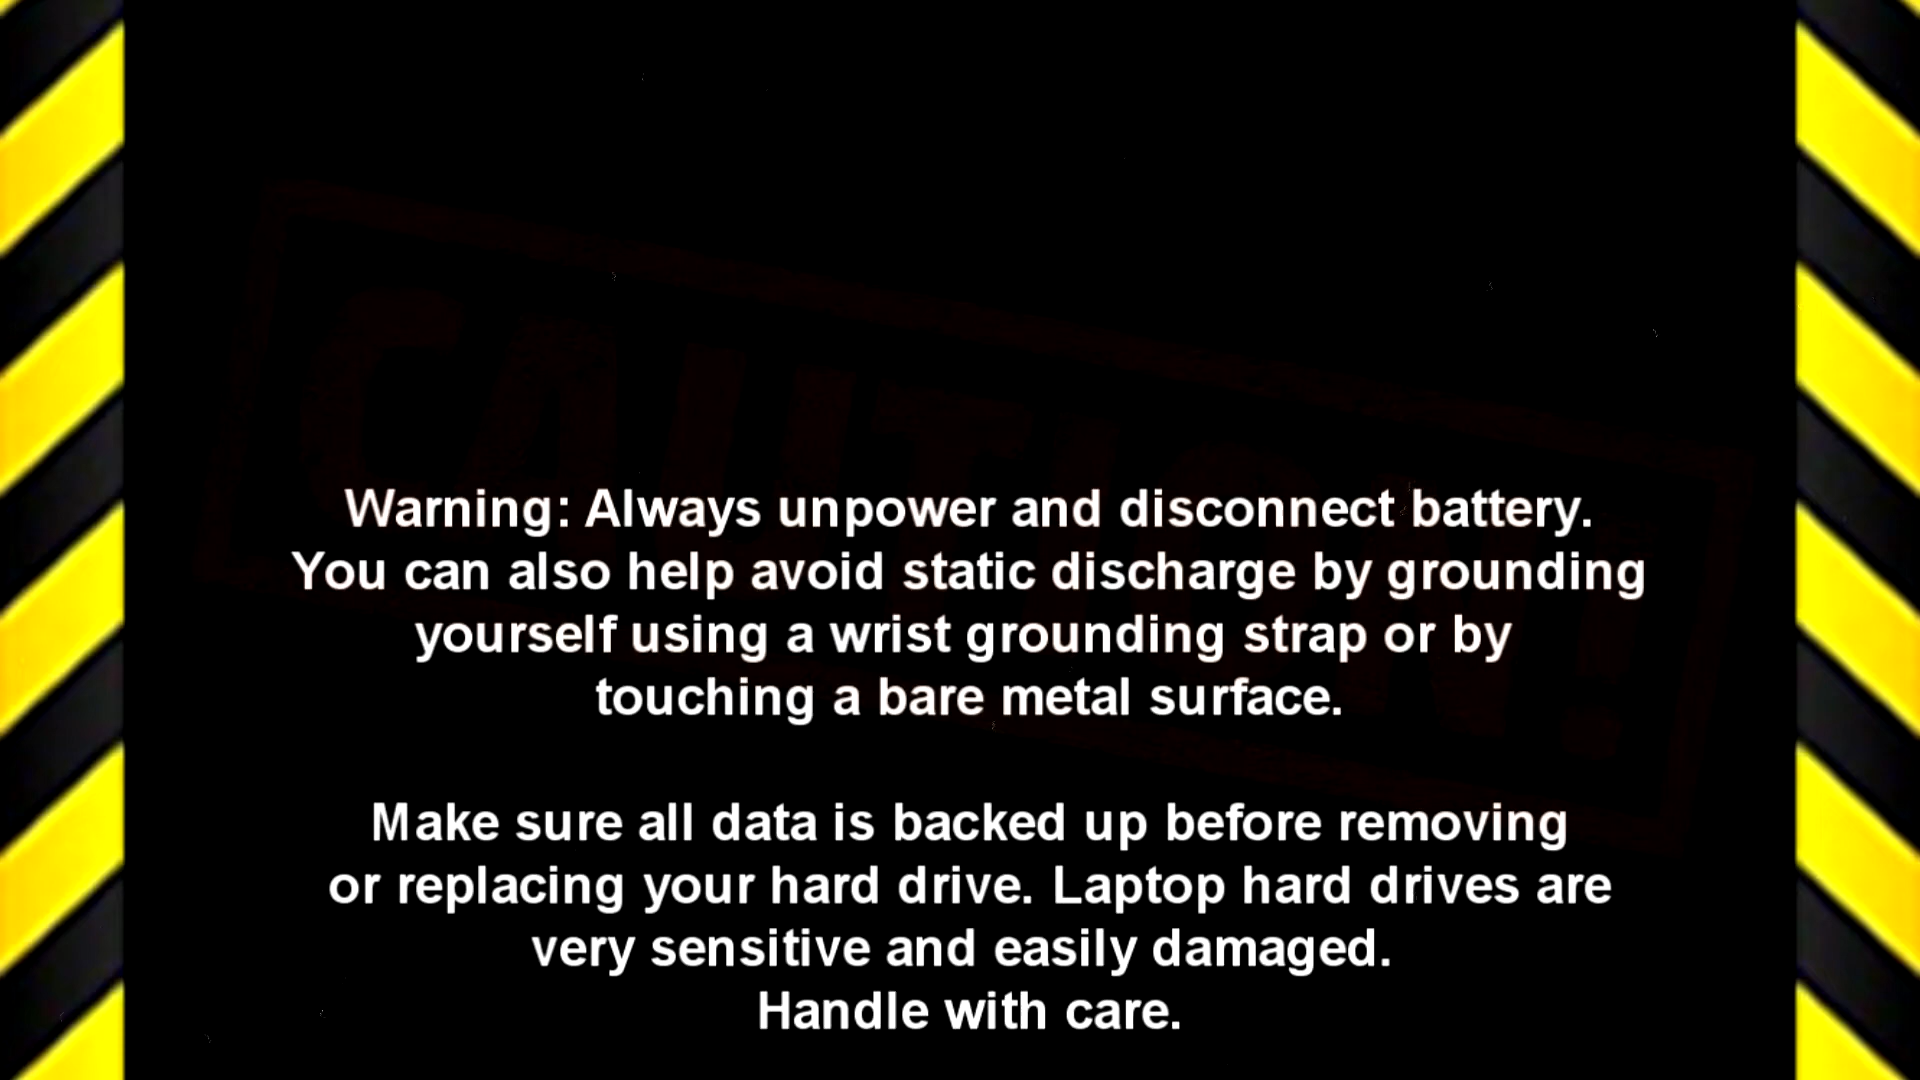 CAUTION!
Warning: Always unpower and disconnect battery.
You can also help avoid static discharge by grounding
yourself using a wrist grounding strap or by
touching a bare metal surface.
Make sure all data is backed up before removing
or replacing your hard drive. Laptop hard drives are
very sensitive and easily damaged.
Handle with care.